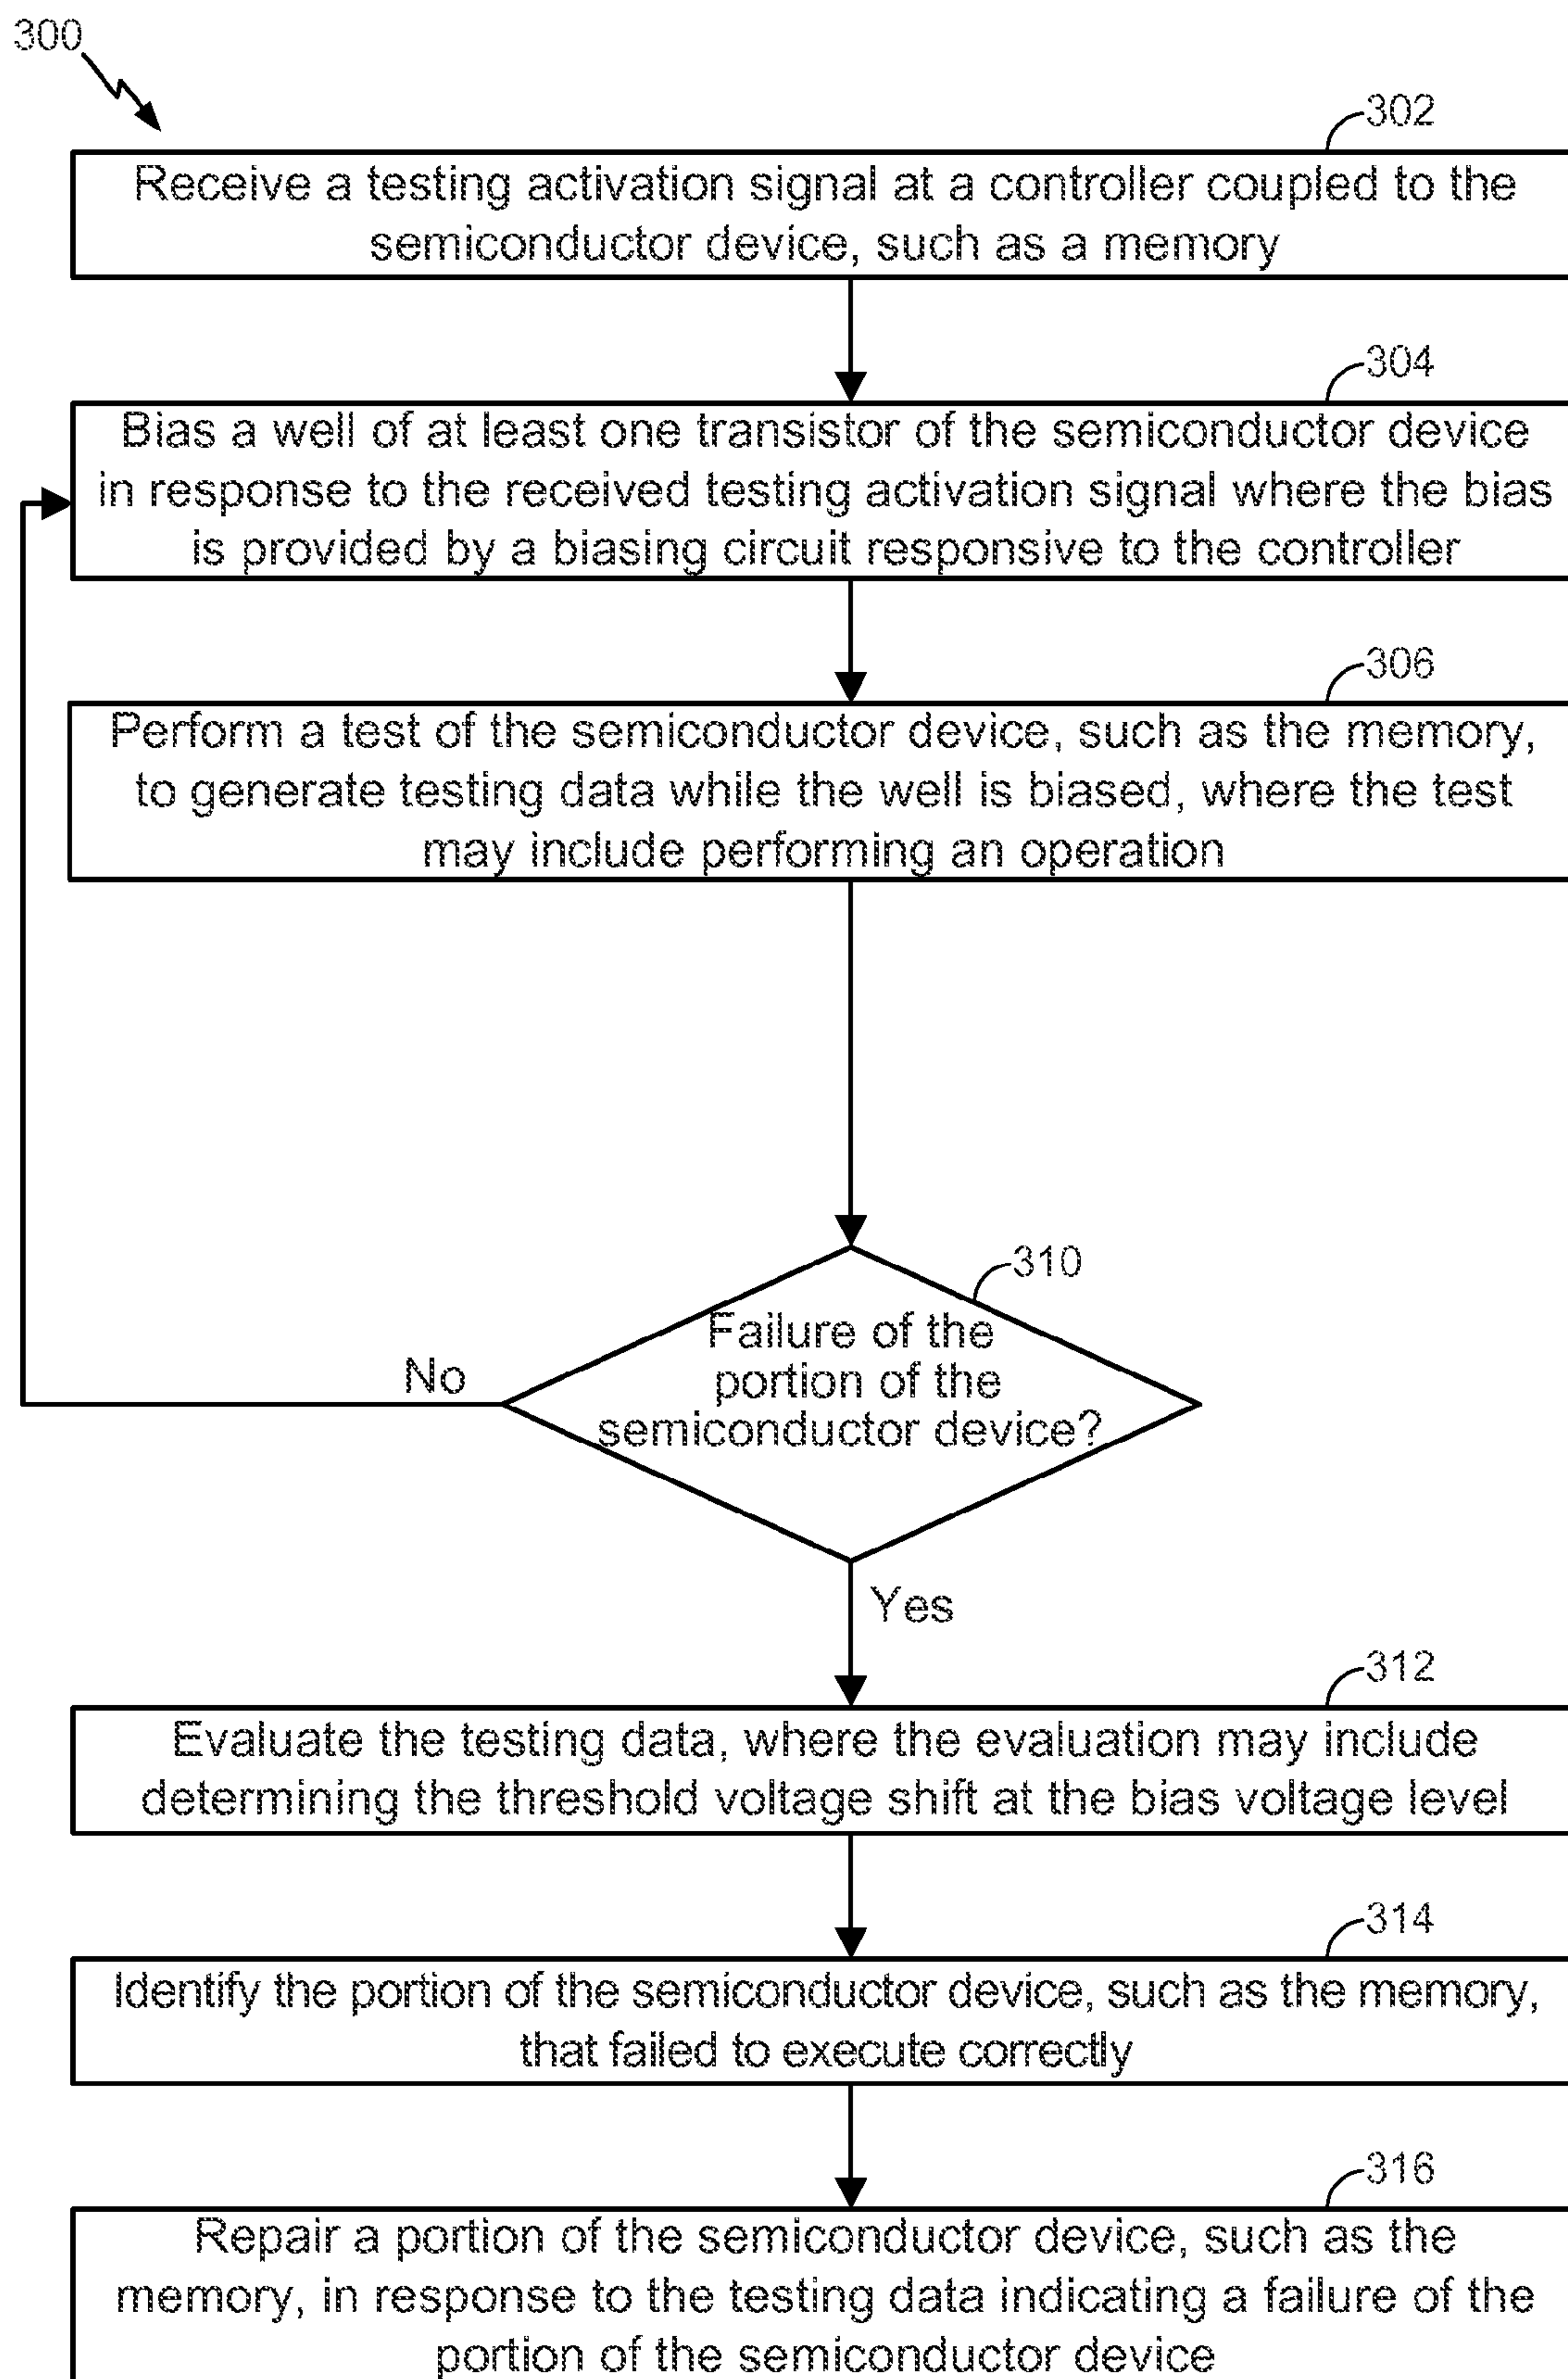 300
302
Receive a testing activation signal at a controller coupled to the
semiconductor device, such as a memory
304
Bias a well of at least one transistor of the semiconductor device
in response to the received testing activation signal where the bias
is provided by a biasing circuit responsive to the controller
306
Perform a test of the semiconductor device, such as the memory,
to generate testing data while the well is biased, where the test
may include performing an operation
310
Failure of the
portion of the
semiconductor device?
No
Yes
312
Evaluate the testing data, where the evaluation may include
determining the threshold voltage shift at the bias voltage level
314
Identify the portion of the semiconductor device, such as the memory,
that failed to execute correctly
316
Repair a portion of the semiconductor device, such as the
memory, in response to the testing data indicating a failure of the
portion of the semiconductor device